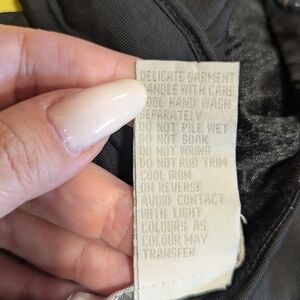 DELICATE GARMENT
HANDLE WITH CARE
COOL HAND WASH
SEPARATELY
DO NOT PILE WET
DO NOT SOAK
DO NOT WRING
DO NOT RUB TRIM
COOL IRON
ON REVERSE
AVOID CONTACT
WITH LIGHT
COLOURS AS
COLOUR MAY
TRANSFER